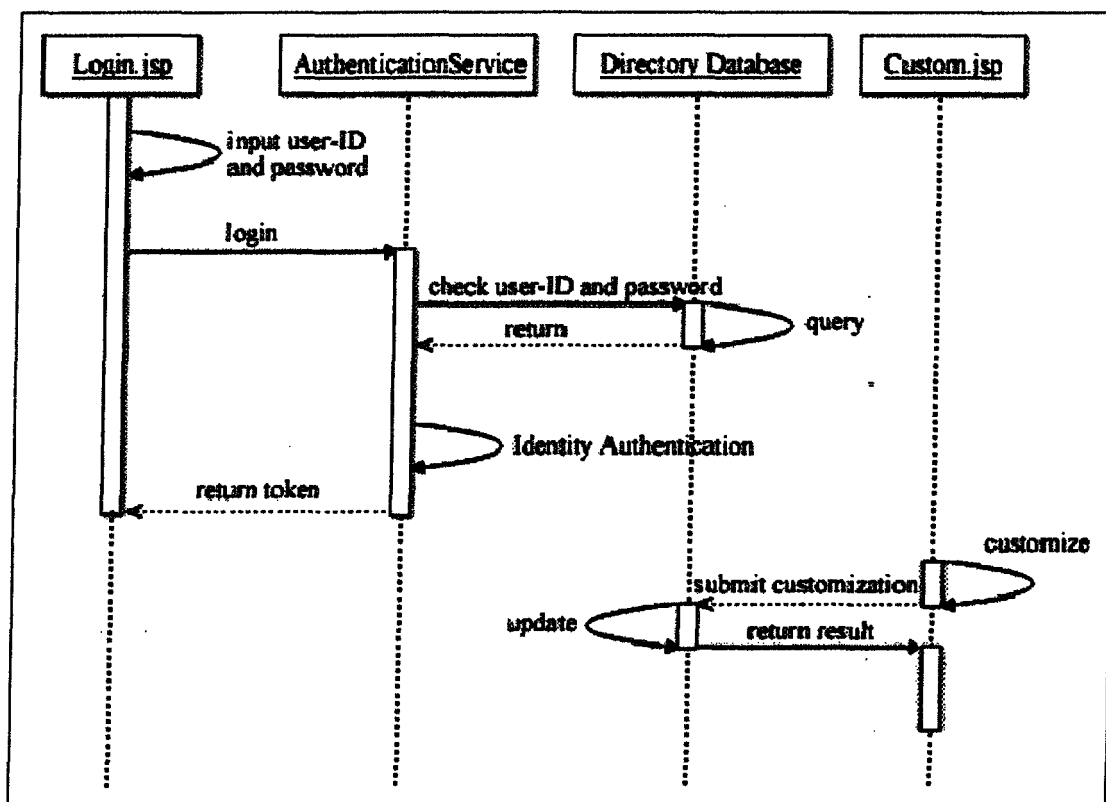 Login.jsp
AuthenticationService
Directory Database
Custom.jsp
input user-ID
and password
login
check user-ID and password
query
return
Identity Authentication
return token
customize
submit customization
update
return result